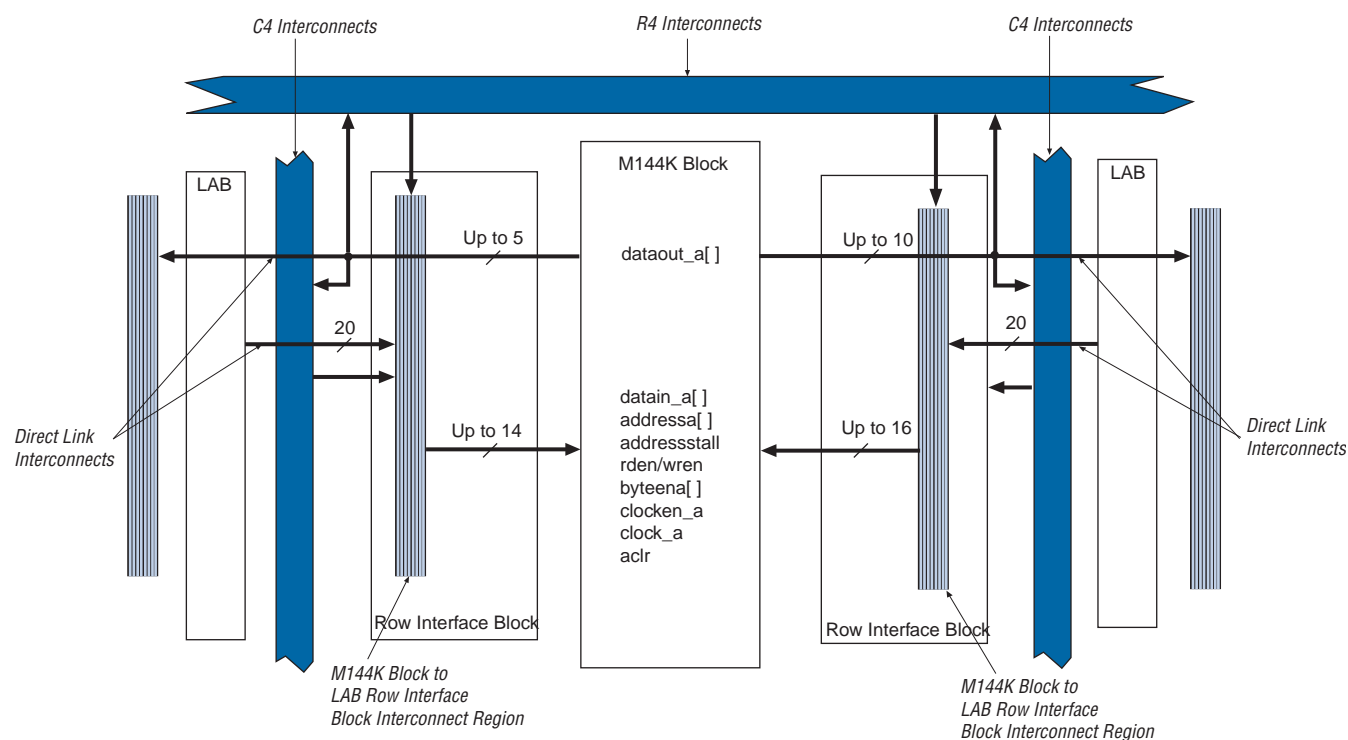 C4 Interconnects
R4 Interconnects
C4 Interconnects
LAB
M144K Block
LAB
Up to 5
dataout_a[ ]
Up to 10
20
20
datain_a[ ]
addressa[ ]
addressstall
rden/wren
byteena[ ]
clocken_a
clock_a
aclr
Up to 14
Up to 16
Direct Link
Interconnects
Direct Link
Interconnects
Row Interface Block
Row Interface Block
M144K Block to
LAB Row Interface
Block Interconnect Region
M144K Block to
LAB Row Interface
Block Interconnect Region